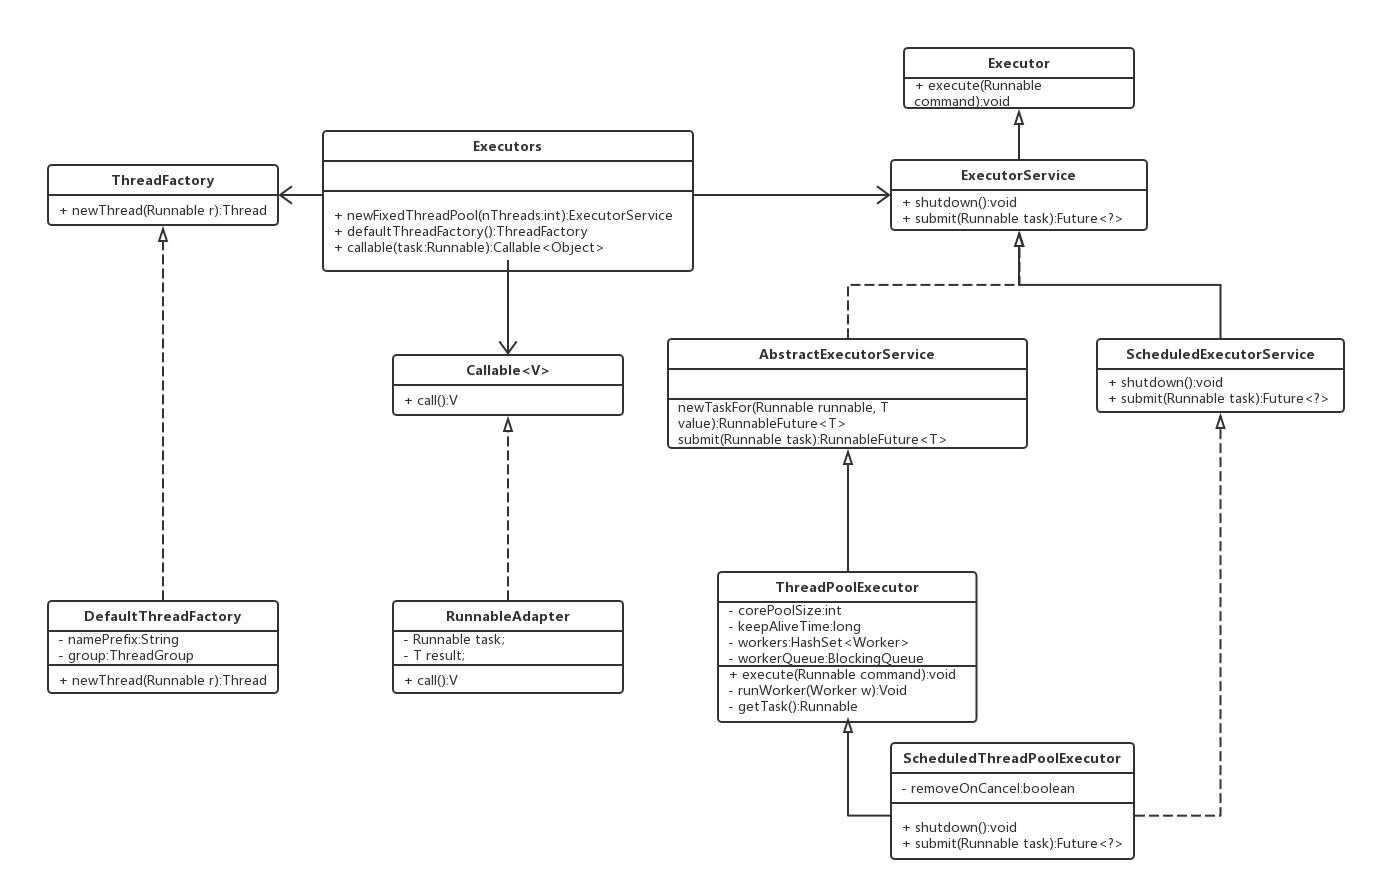 Executor
+ execute(Runnable
command):void
Executors
+ newFixedThreadPool(nThreads:int):ExecutorService
+ defaultThreadFactory():ThreadFactory
+ callable(task:Runnable):Callable<Object>
ThreadFactory
+ newThread(Runnable r):Thread
ExecutorService
+ shutdown():void
+ submit(Runnable task):Future<?>
Callable<V>
+ call():V
AbstractExecutorService
newTaskFor(Runnable runnable, T
value):RunnableFuture<T>
submit(Runnable task):RunnableFuture<T>
ScheduledExecutorService
+ shutdown():void
+ submit(Runnable task):Future<?>
DefaultThreadFactory
- namePrefix:String
- group:ThreadGroup
+ newThread(Runnable r):Thread
RunnableAdapter
- Runnable task;
- T result;
+ call():V
ThreadPoolExecutor
- corePoolSize:int
- keepAliveTime:long
- workers:HashSet<Worker>
- workerQueue:BlockingQueue
+ execute(Runnable command):void
- runWorker(Worker w):Void
- getTask():Runnable
ScheduledThreadPoolExecutor
- removeOnCancel:boolean
+ shutdown():void
+ submit(Runnable task):Future<?>